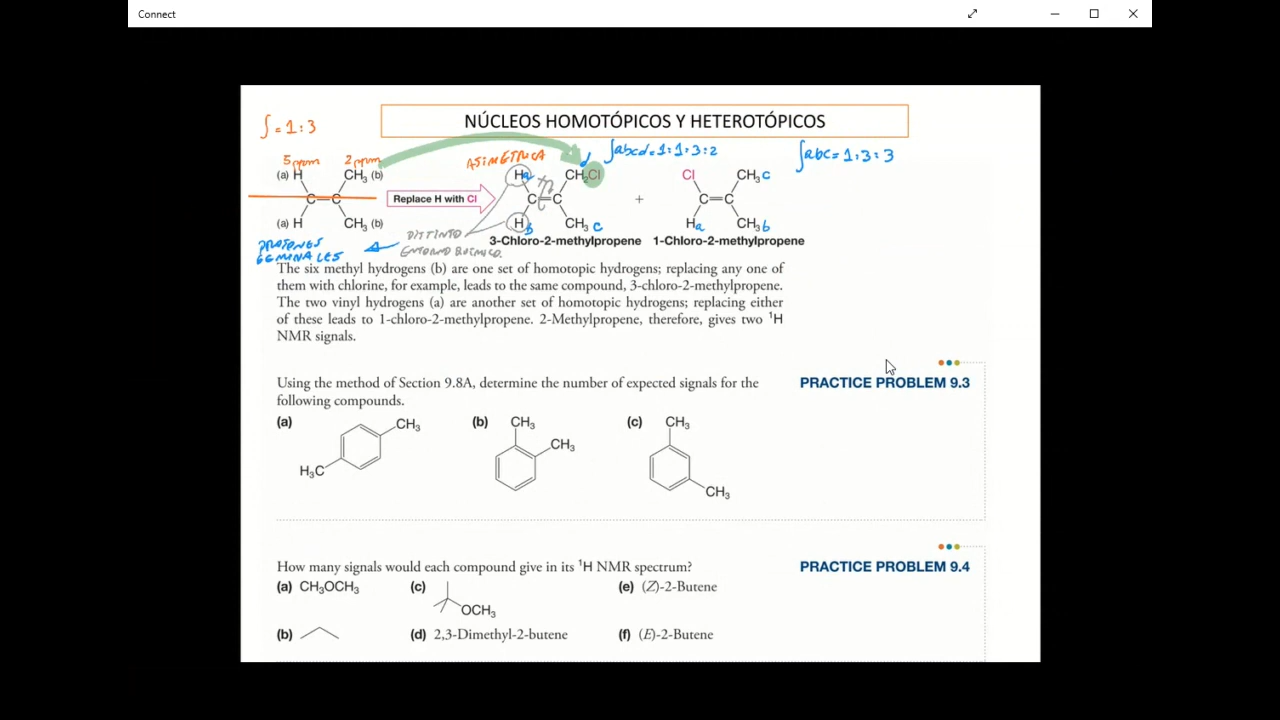 Connect
NÚCLEOS HOMOTÓPICOS Y HETEROTÓPICOS
∫ = 1:3
5 ppm 2 ppm
ASIMÉTRICA
∫abcd = 1:1:3:2
∫abc = 1:3:3
(a) H CH₃ (b)
C=C
(a) H CH₃ (b)
Replace H with Cl
Ha d CH₂Cl
C=C
H b CH₃ c
+
Cl CH₃ c
C=C
Ha CH₃ b
DISTINTO
ENTORNO QUÍMICO.
PROTONES
GEMINALES
3-Chloro-2-methylpropene 1-Chloro-2-methylpropene
The six methyl hydrogens (b) are one set of homotopic hydrogens; replacing any one of
them with chlorine, for example, leads to the same compound, 3-chloro-2-methylpropene.
The two vinyl hydrogens (a) are another set of homotopic hydrogens; replacing either
of these leads to 1-chloro-2-methylpropene. 2-Methylpropene, therefore, gives two ¹H
NMR signals.
PRACTICE PROBLEM 9.3
Using the method of Section 9.8A, determine the number of expected signals for the
following compounds.
(a) CH₃ H₃C
(b) CH₃ CH₃
(c) CH₃ CH₃
PRACTICE PROBLEM 9.4
How many signals would each compound give in its ¹H NMR spectrum?
(a) CH₃OCH₃ (c) OCH₃ (e) (Z)-2-Butene
(b) (d) 2,3-Dimethyl-2-butene (f) (E)-2-Butene